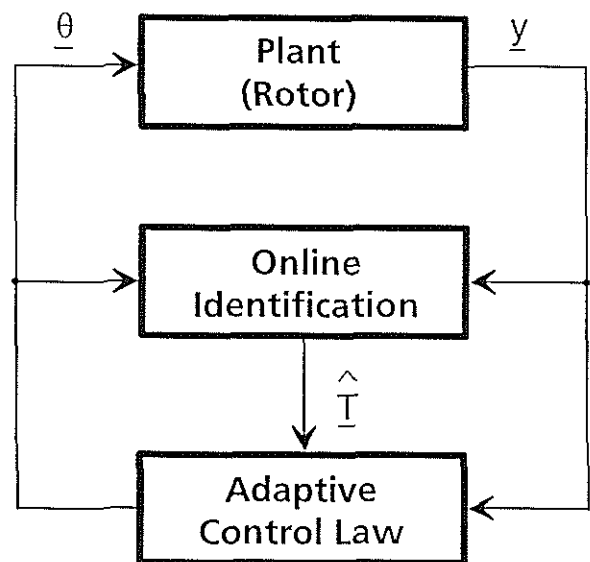 θ
Plant
(Rotor)
y
Online
Identification
T̂
Adaptive
Control Law